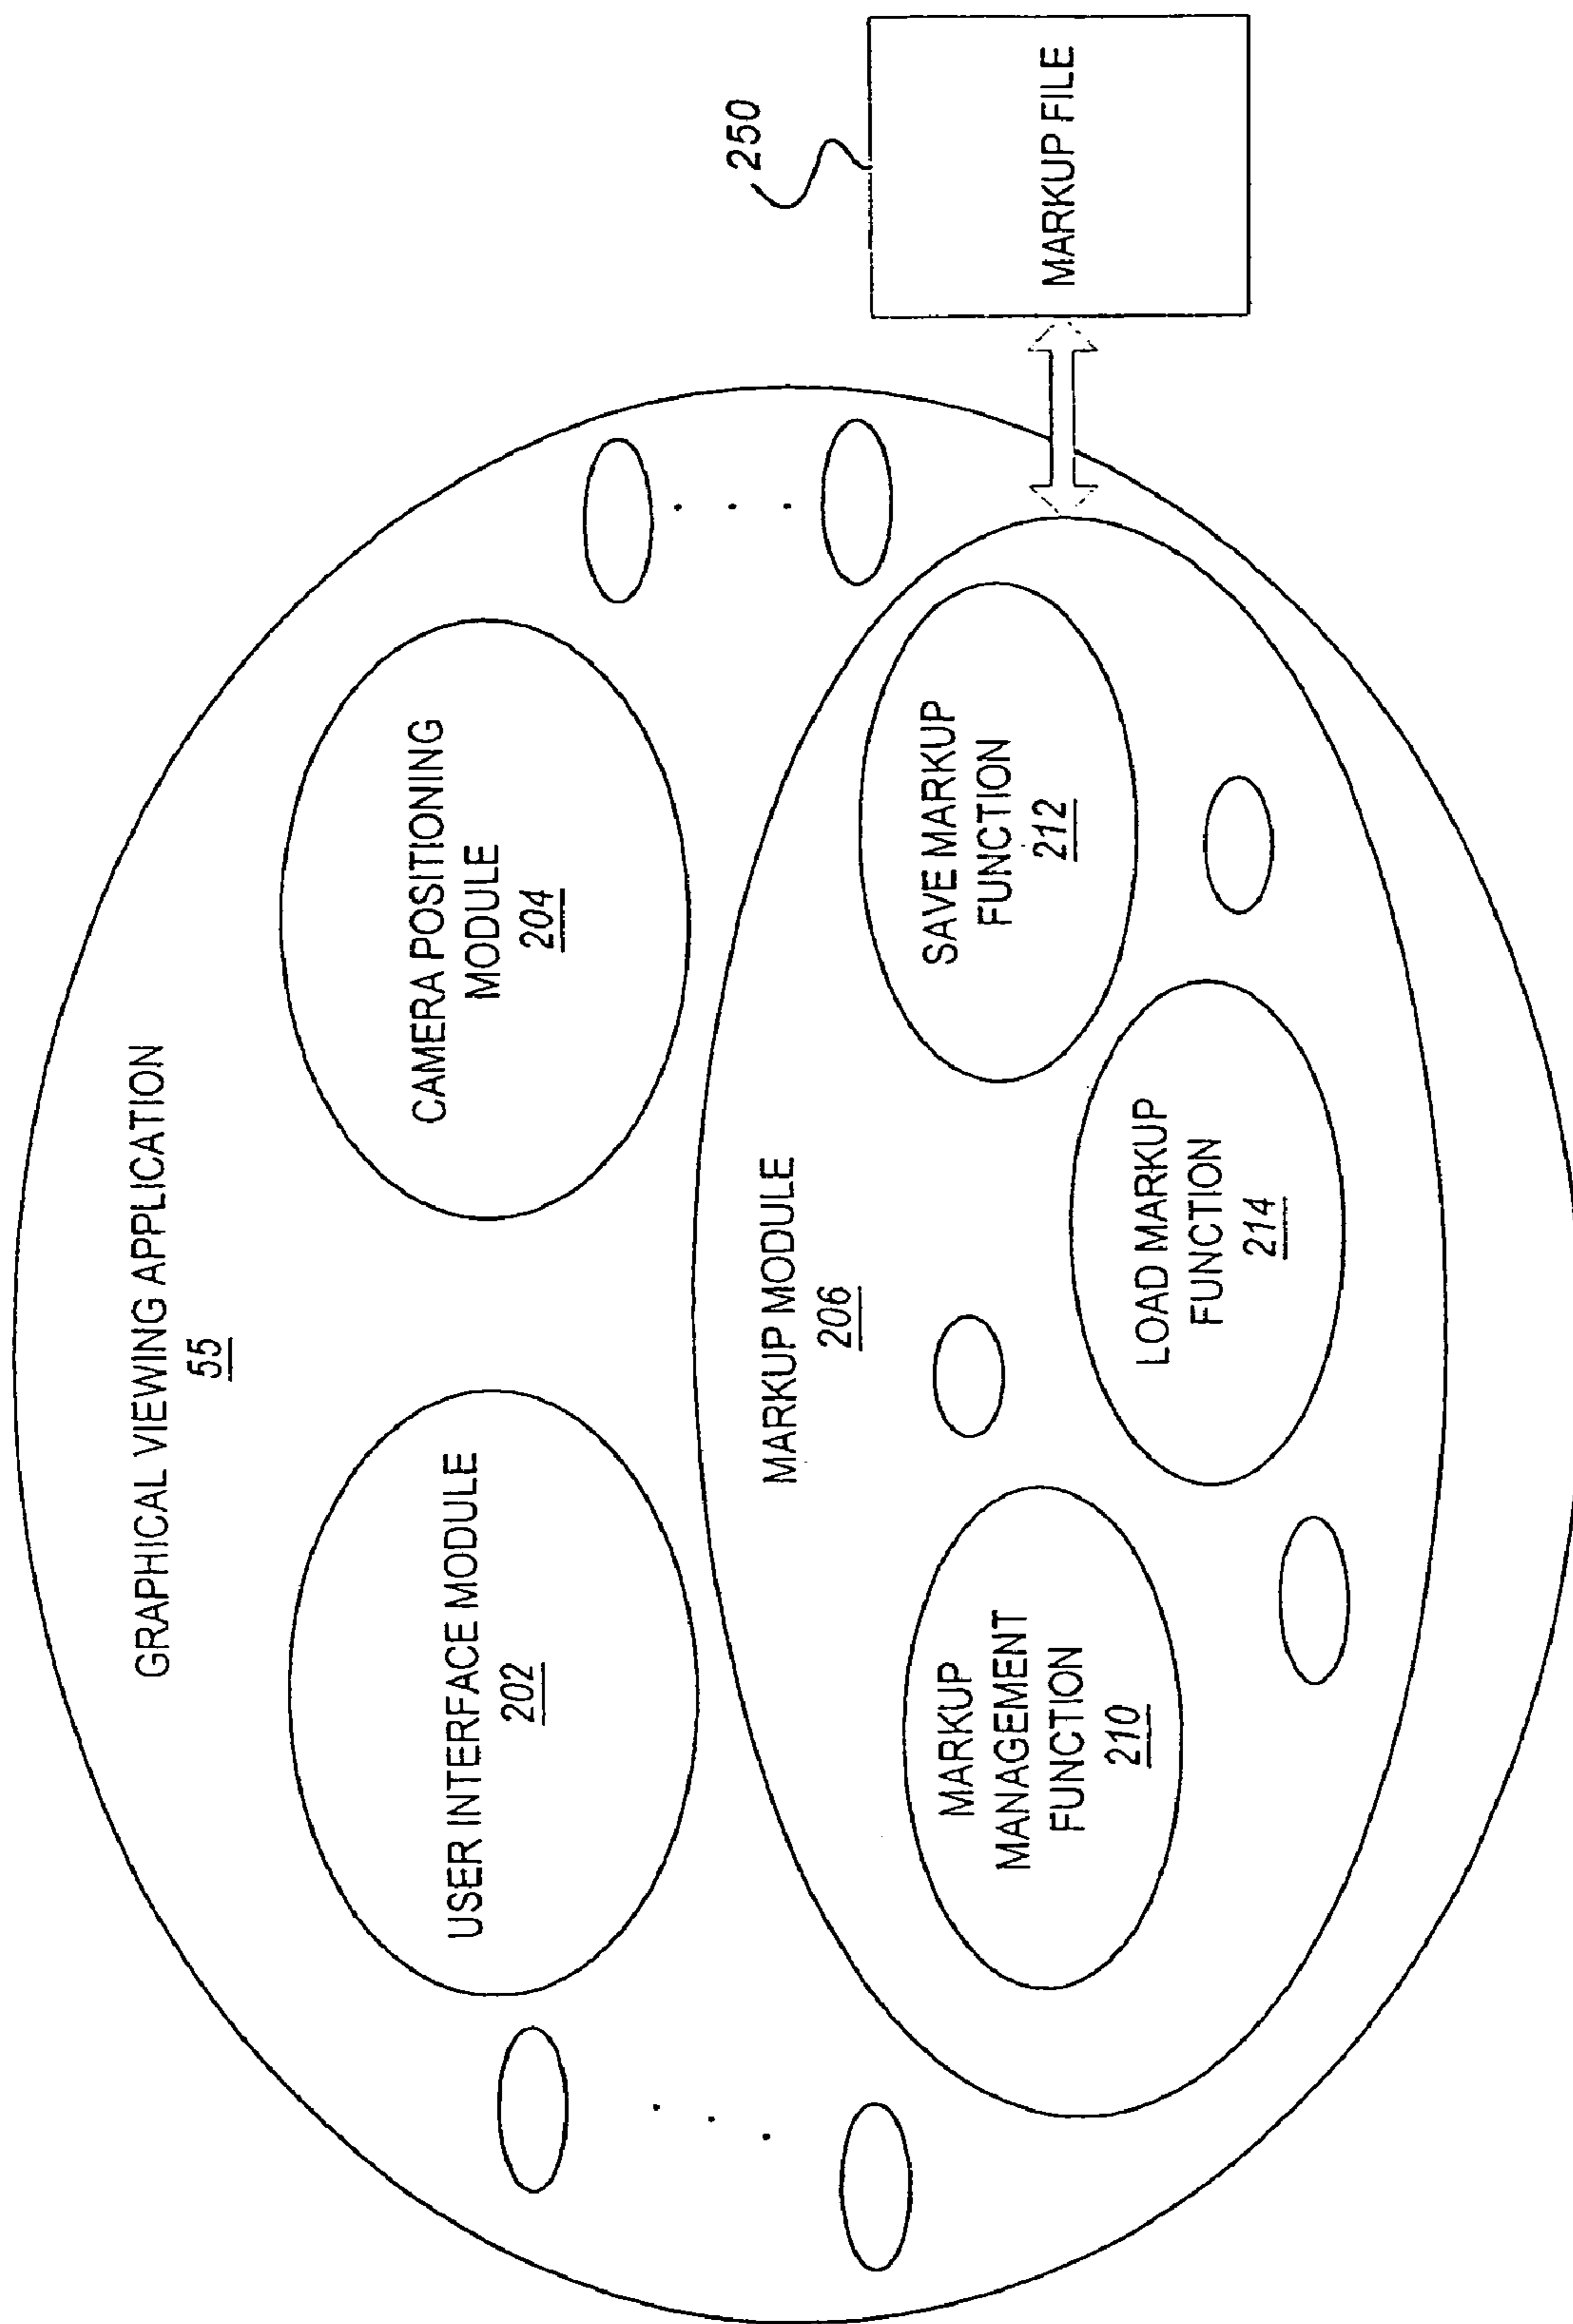 GRAPHICAL VIEWING APPLICATION
55
USER INTERFACE MODULE
202
CAMERA POSITIONING
MODULE
204
MARKUP MODULE
206
MARKUP
MANAGEMENT
FUNCTION
210
LOAD MARKUP
FUNCTION
214
SAVE MARKUP
FUNCTION
212
250
MARKUP FILE